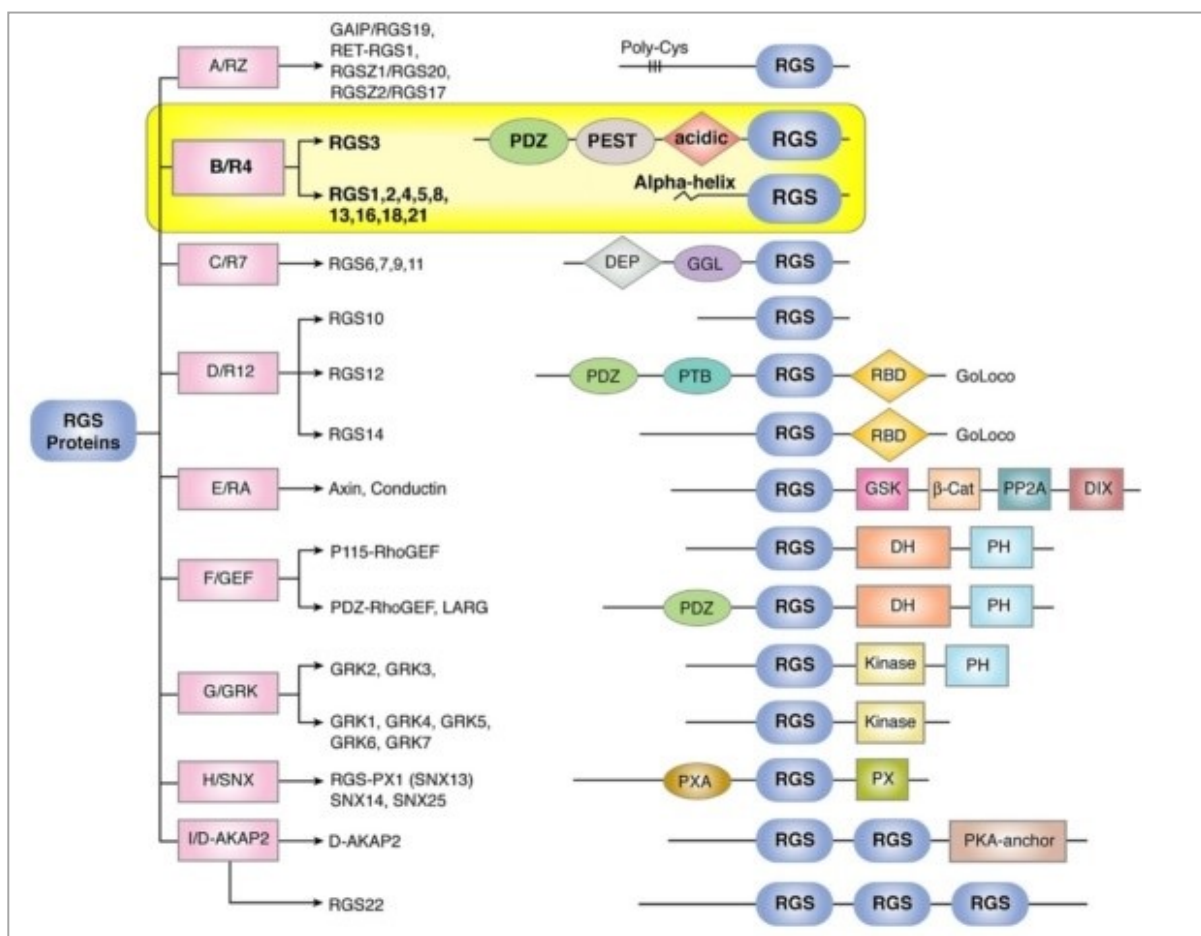 GAIP/RGS19,
RET-RGS1,
RGSZ1/RGS20,
RGSZ2/RGS17
A/RZ
Poly-Cys
RGS
B/R4
RGS3
PDZ
PEST
acidic
RGS
RGS1,2,4,5,8,
13,16,18,21
Alpha-helix
RGS
C/R7
RGS6,7,9,11
DEP
GGL
RGS
RGS10
RGS
D/R12
RGS12
PDZ
PTB
RGS
RBD
GoLoco
RGS
Proteins
RGS14
RGS
RBD
GoLoco
E/RA
Axin, Conductin
RGS
GSK
β-Cat
PP2A
DIX
F/GEF
P115-RhoGEF
RGS
DH
PH
PDZ-RhoGEF, LARG
PDZ
RGS
DH
PH
G/GRK
GRK2, GRK3,
RGS
Kinase
PH
GRK1, GRK4, GRK5,
GRK6, GRK7
RGS
Kinase
H/SNX
RGS-PX1 (SNX13)
SNX14, SNX25
PXA
RGS
PX
I/D-AKAP2
D-AKAP2
RGS
RGS
PKA-anchor
RGS22
RGS
RGS
RGS